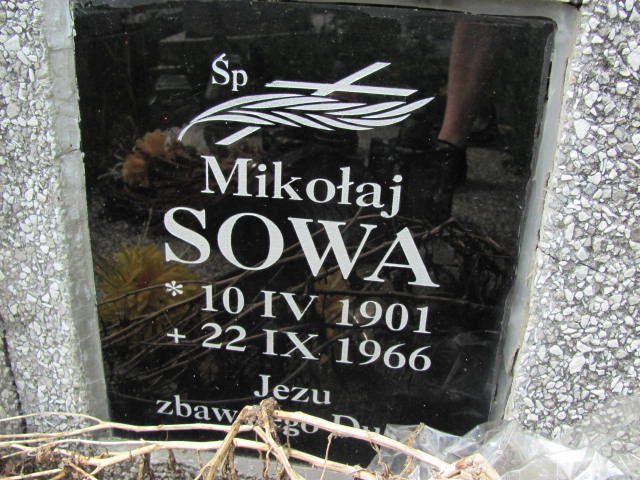 Śp
Mikołaj
SOWA
* 10 IV 1901
+ 22 IX 1966
Jezu